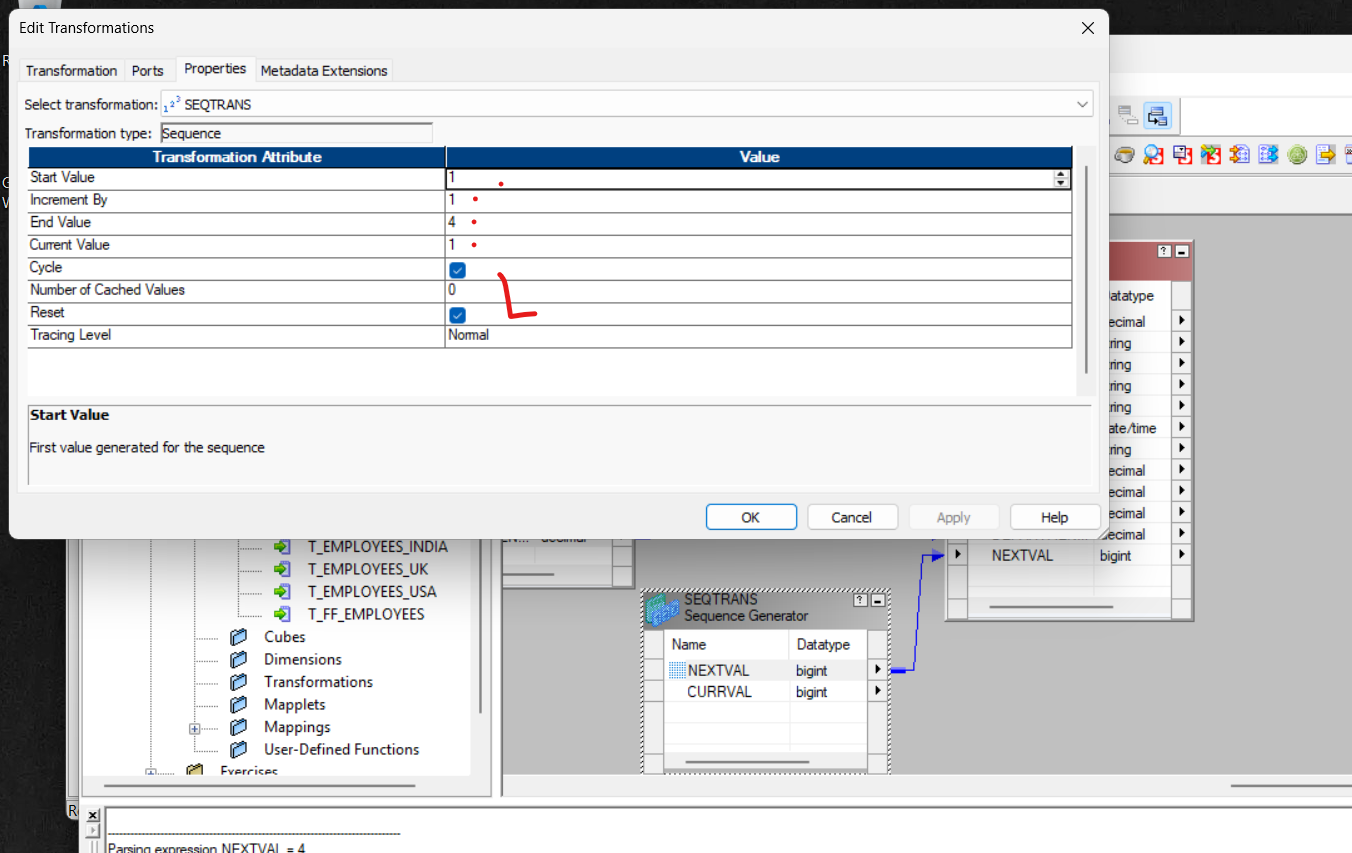 Edit Transformations
Transformation Ports Properties Metadata Extensions
Select transformation: SEQTRANS
Transformation type: Sequence
Transformation Attribute Value
Start Value 1
Increment By 1
End Value 4
Current Value 1
Cycle
Number of Cached Values 0
Reset
Tracing Level Normal
Start Value
First value generated for the sequence
OK Cancel Apply Help
T_EMPLOYEES_INDIA
T_EMPLOYEES_UK
T_EMPLOYEES_USA
T_FF_EMPLOYEES
Cubes
Dimensions
Transformations
Mapplets
Mappings
User-Defined Functions
Exercises
SEQTRANS
Sequence Generator
Name Datatype
NEXTVAL bigint
CURRVAL bigint
atatype
ecimal
ring
ring
ring
ring
ate/time
ring
ecimal
ecimal
ecimal
ecimal
NEXTVAL bigint
Parsing expression NEXTVAL = 4